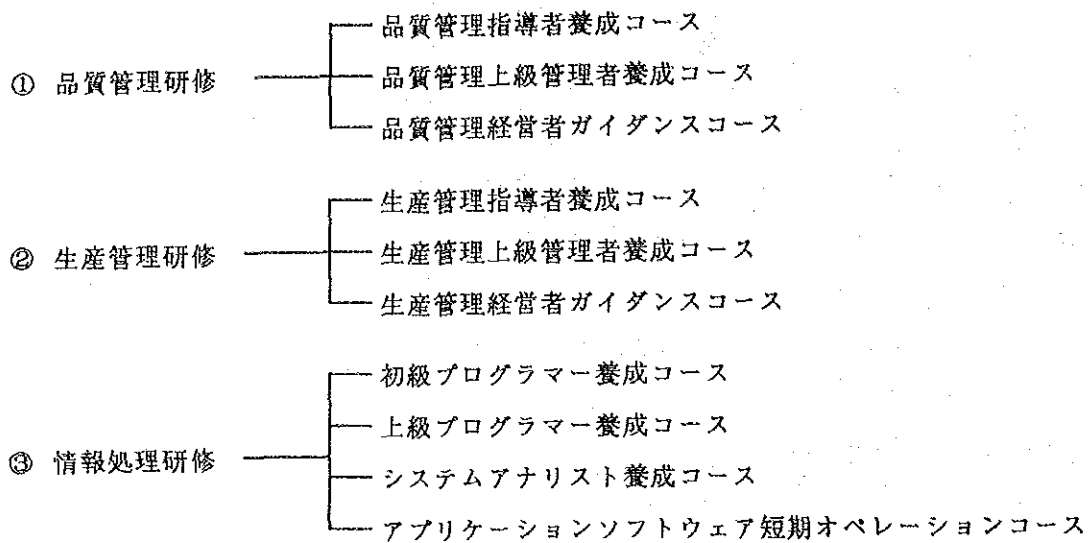 ① 品質管理研修
品質管理指導者養成コース
品質管理上級管理者養成コース
品質管理経営者ガイダンスコース
② 生産管理研修
生産管理指導者養成コース
生産管理上級管理者養成コース
生産管理経営者ガイダンスコース
③ 情報処理研修
初級プログラマー養成コース
上級プログラマー養成コース
システムアナリスト養成コース
アプリケーションソフトウェア短期オペレーションコース